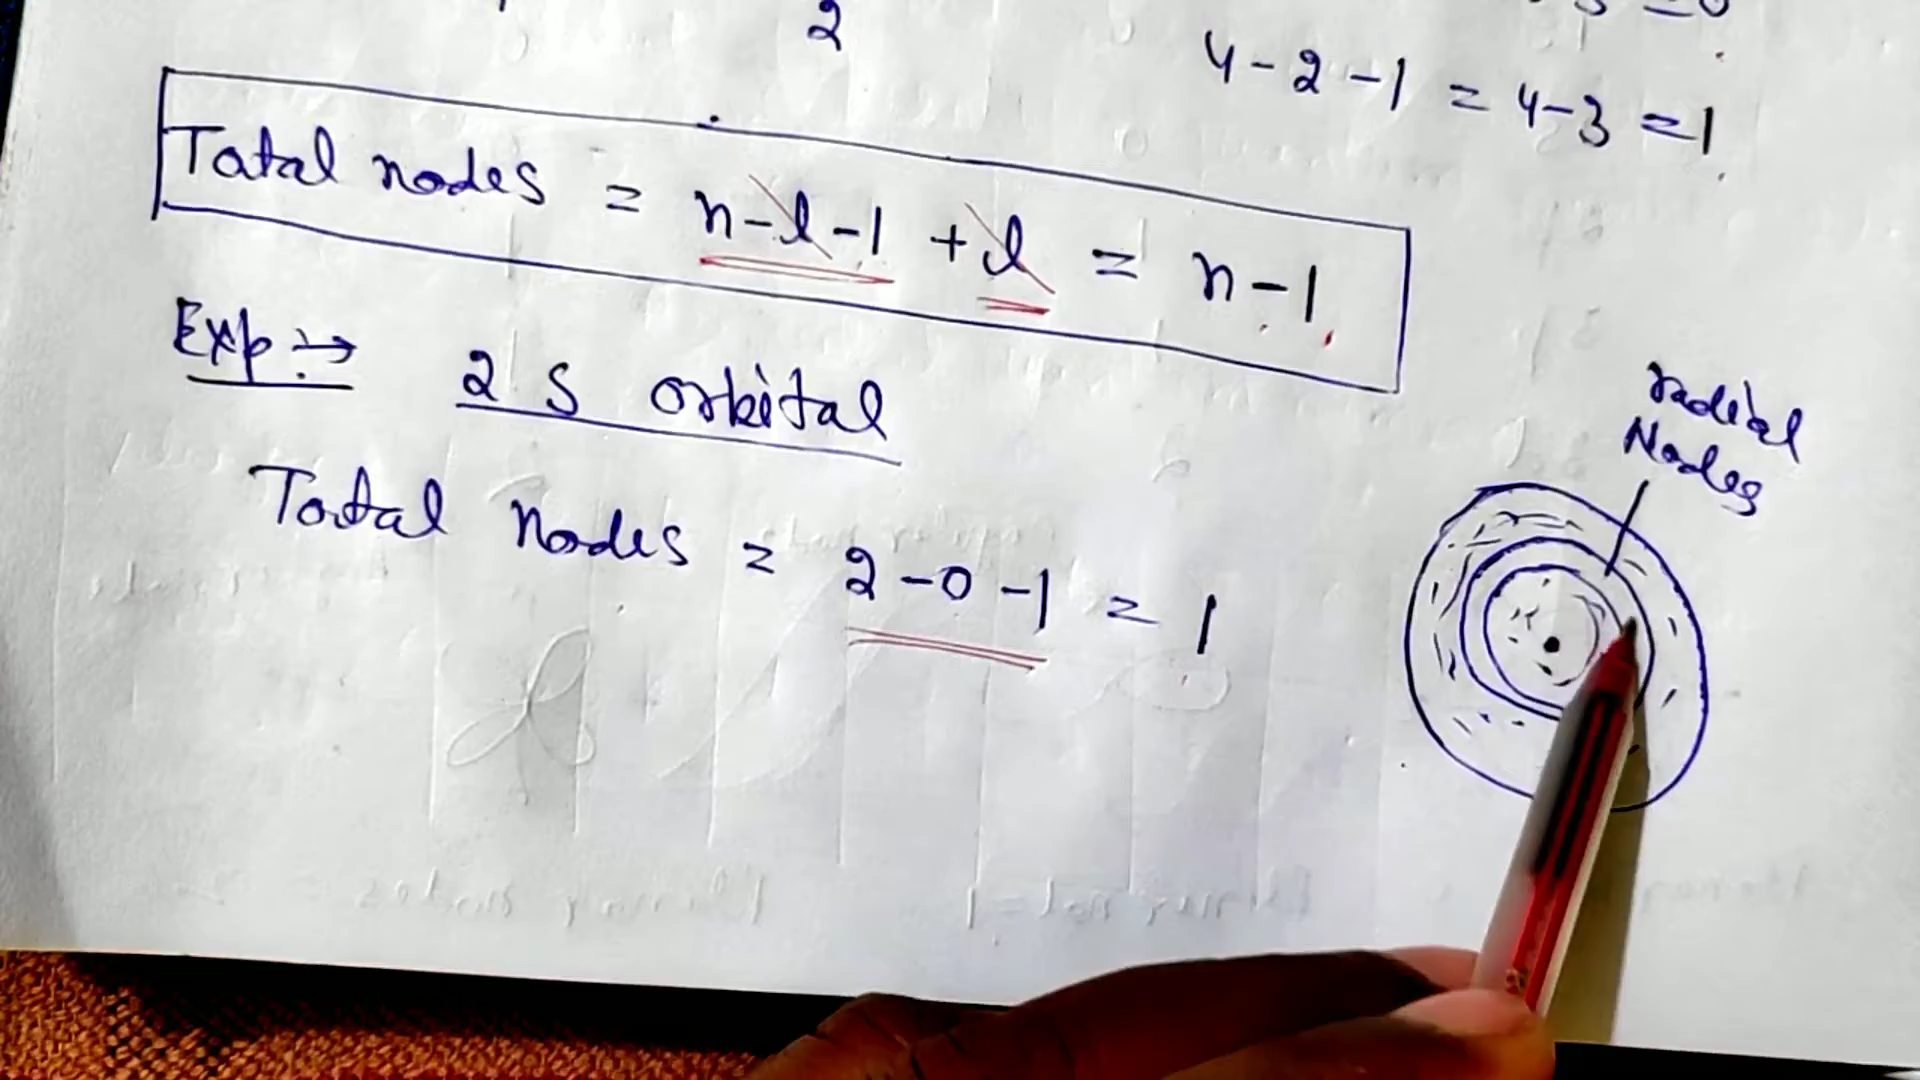 2
4-2-1 = 4-3 = 1
Total nodes = n-l-1 + l = n-1
Exp :→ 2 S orbital
Total Nodes = 2-0-1 = 1
radial
Nodes